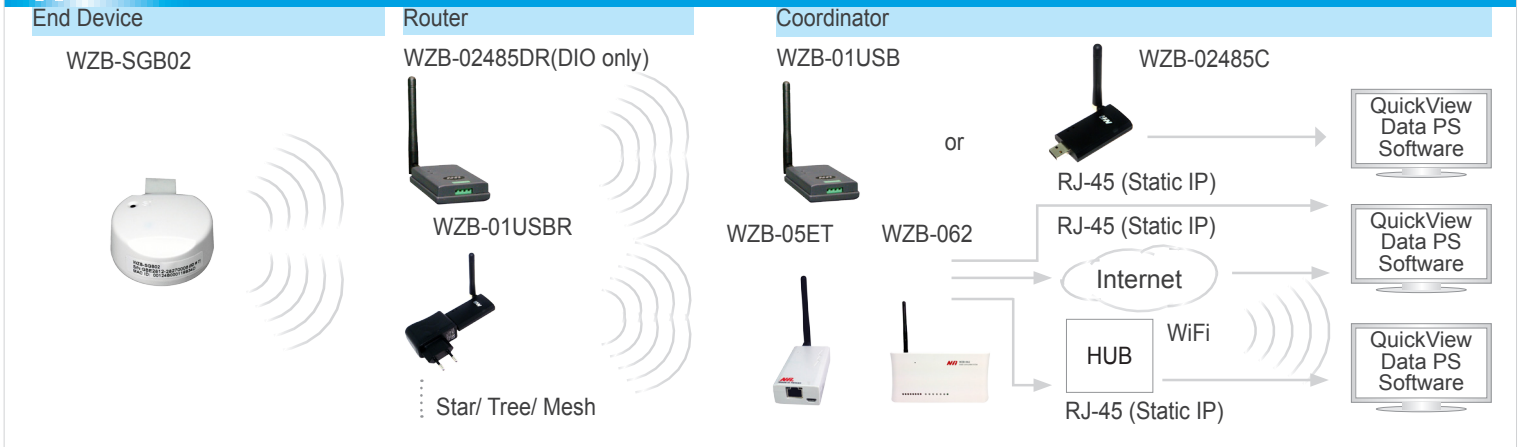 End Device
Router
Coordinator
WZB-SGB02
WZB-02485DR(DIO only)
WZB-01USB
WZB-02485C
or
RJ-45 (Static IP)
QuickView
Data PS
Software
WZB-01USBR
WZB-05ET
WZB-062
RJ-45 (Static IP)
Internet
QuickView
Data PS
Software
HUB
WiFi
RJ-45 (Static IP)
QuickView
Data PS
Software
Star/ Tree/ Mesh
WZB-SGB02